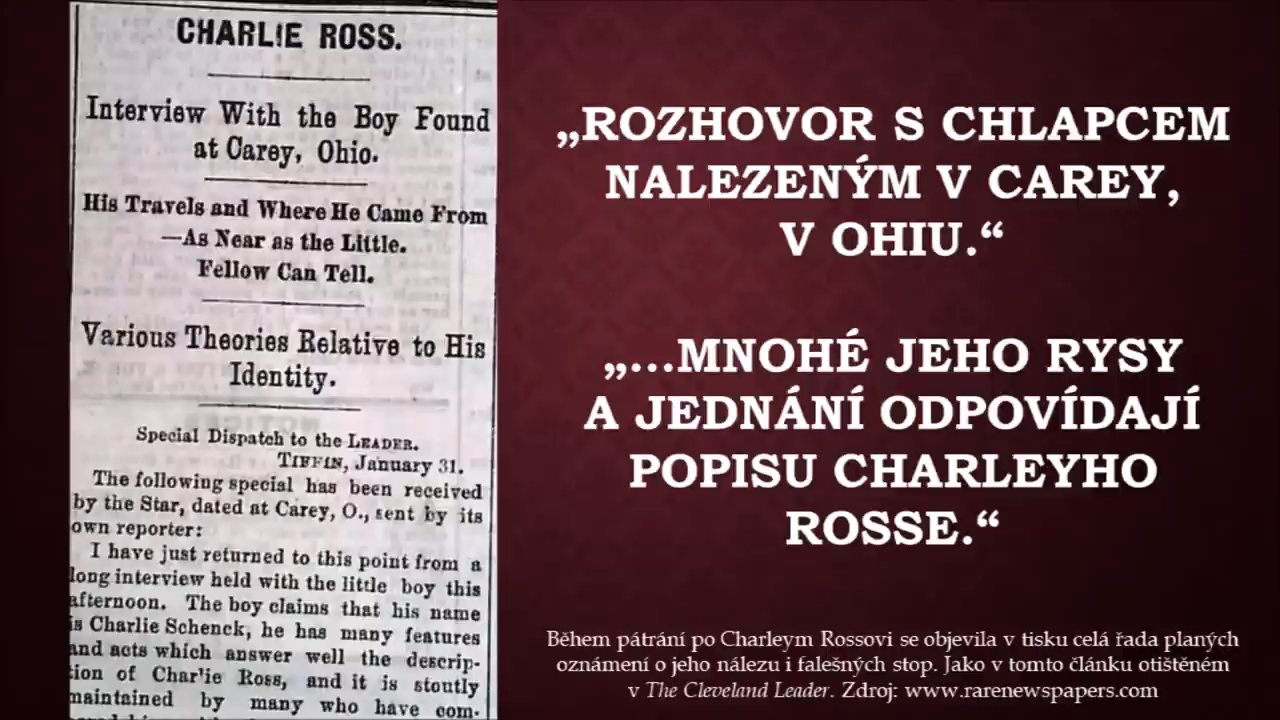 CHARLIE ROSS.
Interview With the Boy Found
at Carey, Ohio.
His Travels and Where He Came From
—As Near as the Little.
Fellow Can Tell.
Various Theories Relative to His
Identity.
Special Dispatch to the LEADER.
TIFFIN, January 31.
The following special has been received
by the Star, dated at Carey, O., sent by its
own reporter:
I have just returned to this point from a
long interview held with the little boy this
afternoon. The boy claims that his name
is Charlie Schenck, he has many features
and acts which answer well the descrip-
tion of Char'ie Ross, and it is stoutly
maintained by many who have com-
„ROZHOVOR S CHLAPCEM
NALEZENÝM V CAREY,
V OHIU.“
„...MNOHÉ JEHO RYSY
A JEDNÁNÍ ODPOVÍDAJÍ
POPISU CHARLEYHO
ROSSE.“
Během pátrání po Charleym Rossovi se objevila v tisku celá řada planých
oznámení o jeho nálezu i falešných stop. Jako v tomto článku otištěném
v The Cleveland Leader. Zdroj: www.rarenewspapers.com